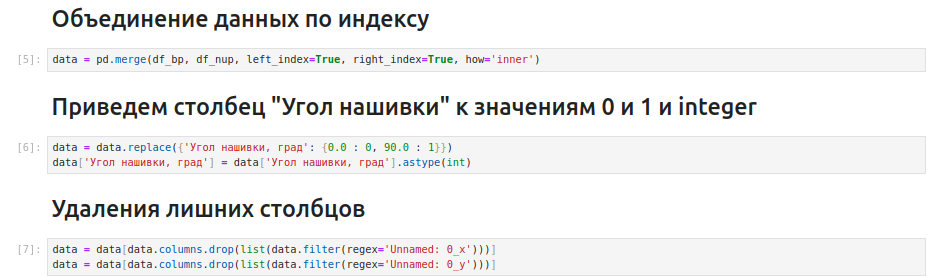 Объединение данных по индексу
[5]: data = pd.merge(df_bp, df_nup, left_index=True, right_index=True, how='inner')
Приведем столбец "Угол нашивки" к значениям 0 и 1 и integer
[6]: data = data.replace({'Угол нашивки, град': {0.0 : 0, 90.0 : 1}})
data['Угол нашивки, град'] = data['Угол нашивки, град'].astype(int)
Удаления лишних столбцов
[7]: data = data[data.columns.drop(list(data.filter(regex='Unnamed: 0_x')))]
data = data[data.columns.drop(list(data.filter(regex='Unnamed: 0_y')))]